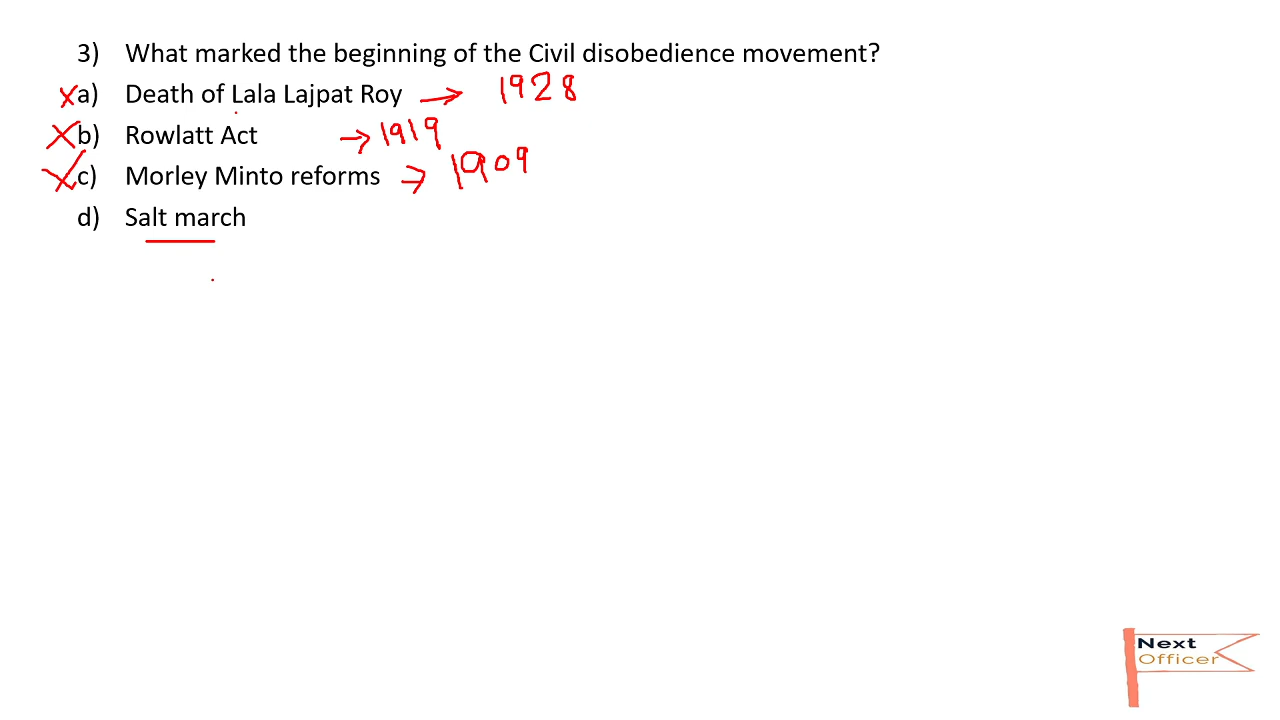 3) What marked the beginning of the Civil disobedience movement?
x a) Death of Lala Lajpat Roy → 1928
x b) Rowlatt Act → 1919
x c) Morley Minto reforms → 1909
d) Salt march
Next
Officer